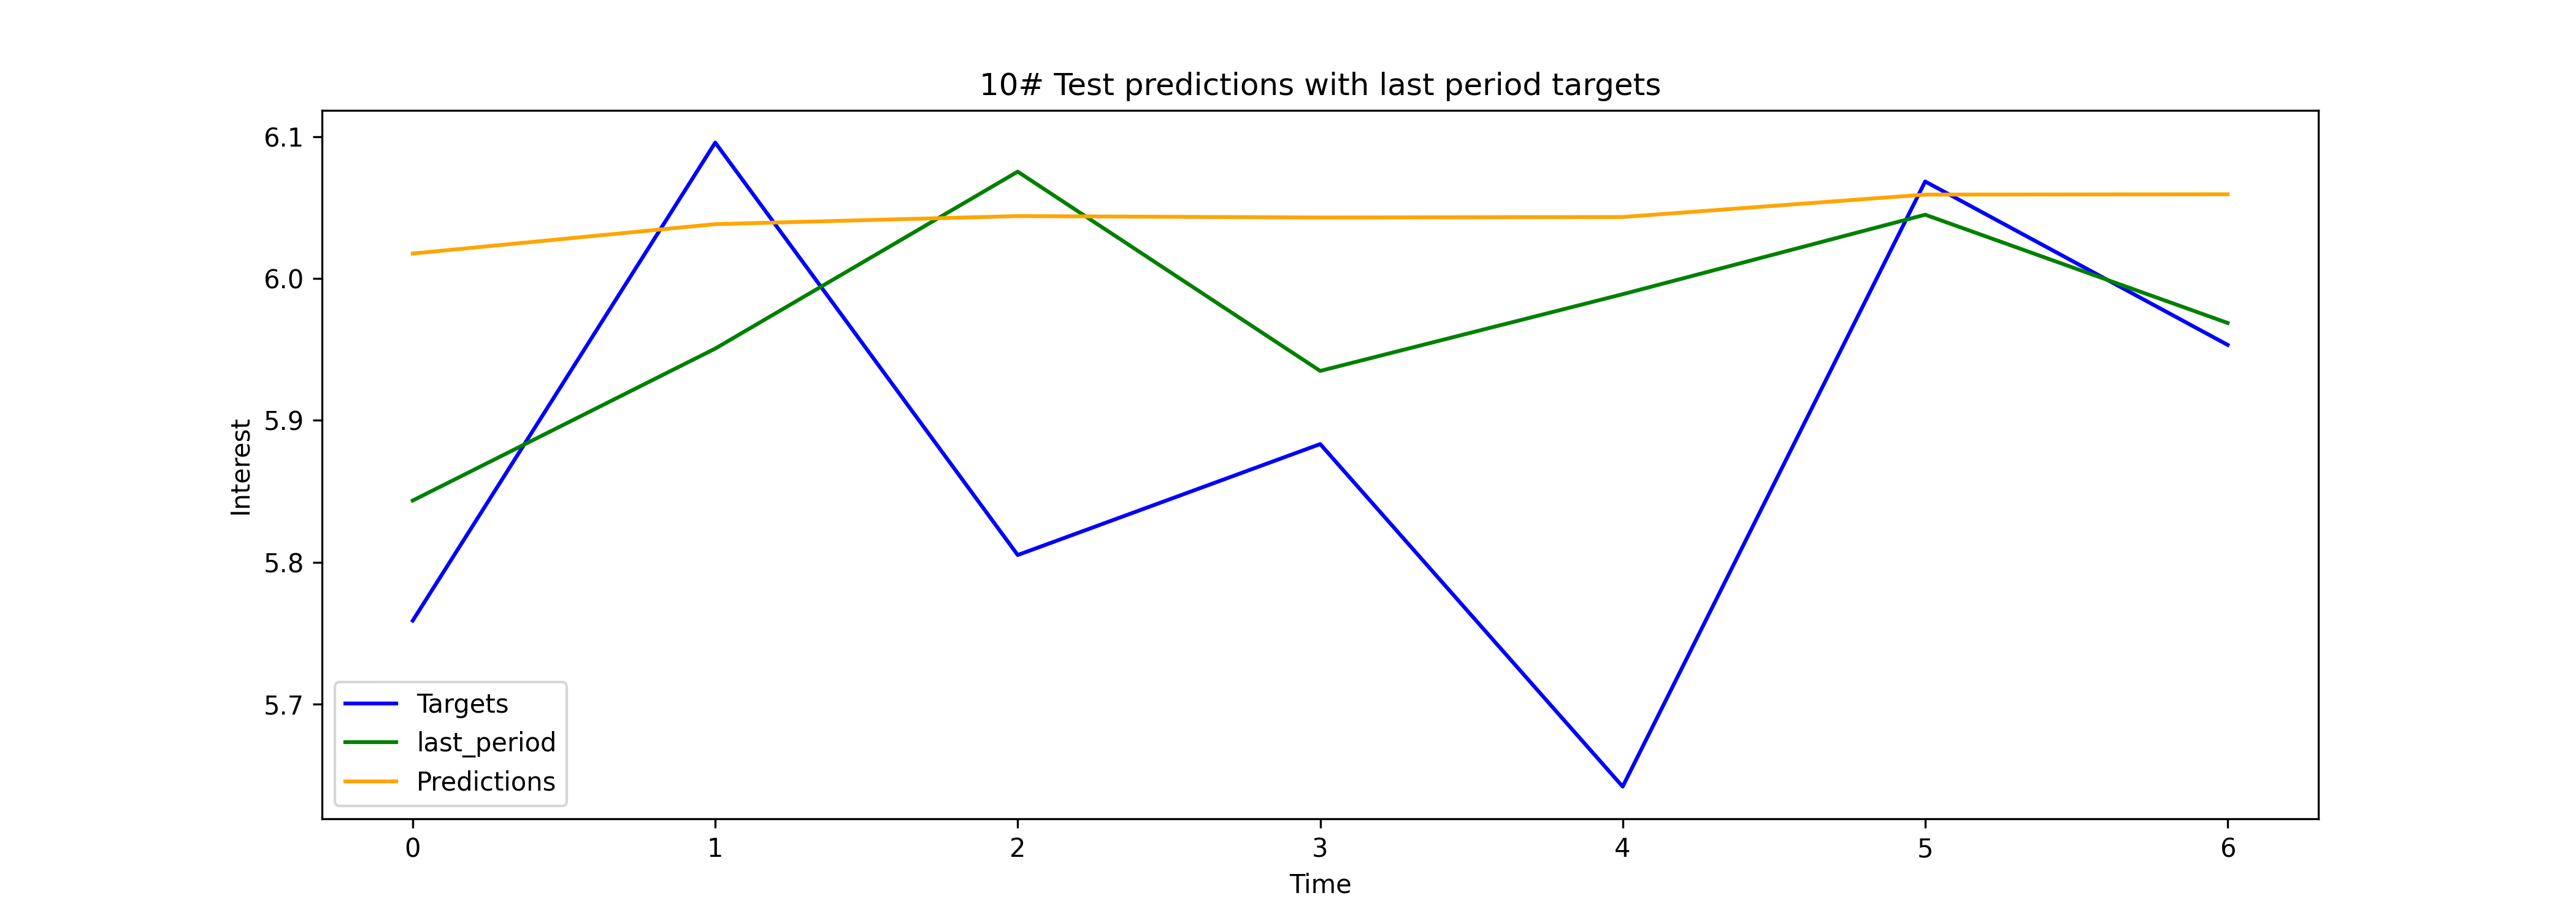 10# Test predictions with last period targets
6.1
6.0
5.9
5.8
5.7
Interest
Targets
last_period
Predictions
0 1 2 3 4 5 6
Time